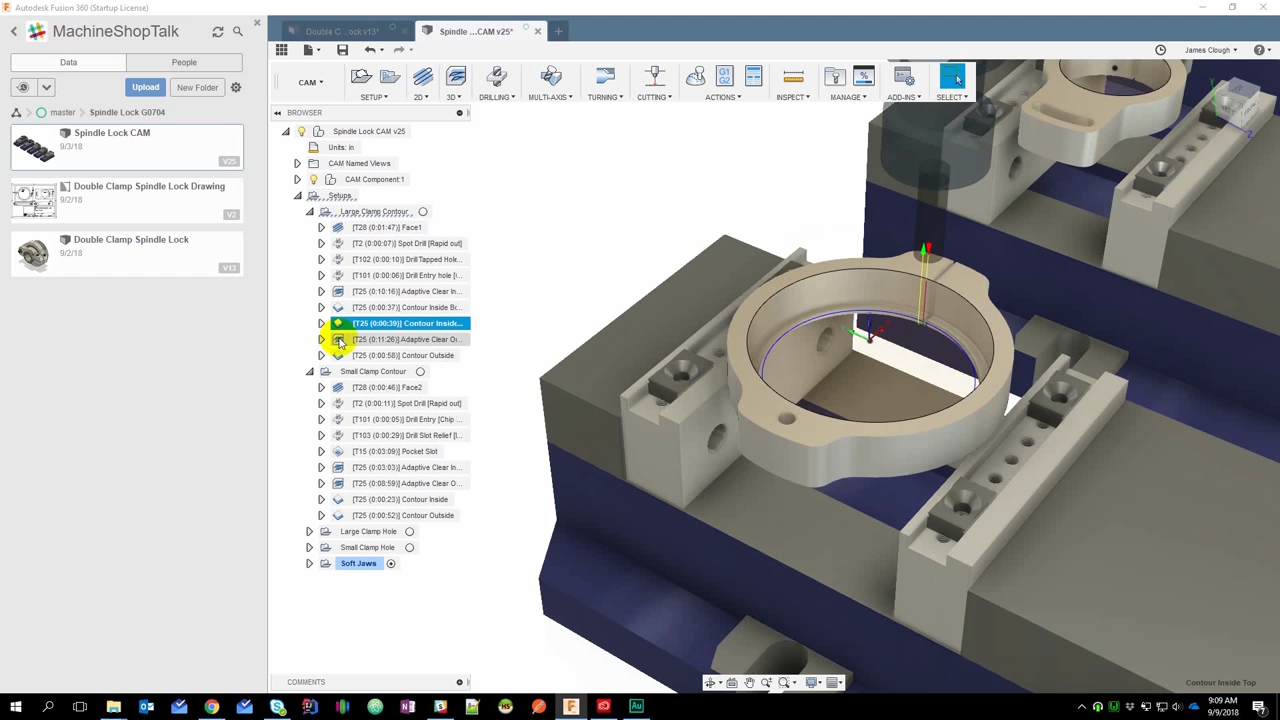 Autodesk Fusion 360 (Startup License)
MachineShopTalk
Data
People
Upload
New Folder
master
Spindle Lock G0704
Spindle Lock CAM
9/3/18
V25
Double Clamp Spindle Lock Drawing
9/2/18
V2
Double Clamp Spindle Lock
9/2/18
V13
Double C...ock v13*
Spindle ...CAM v25*
James Clough
CAM
SETUP
2D
3D
DRILLING
MULTI-AXIS
TURNING
CUTTING
G1
G2
ACTIONS
INSPECT
MANAGE
ADD-INS
SELECT
BROWSER
Spindle Lock CAM v25
Units: in
CAM Named Views
CAM Component:1
Setups
Large Clamp Contour
[T28 (0:01:47)] Face1
[T2 (0:00:07)] Spot Drill [Rapid out]
[T102 (0:00:10)] Drill Tapped Hole...
[T101 (0:00:06)] Drill Entry hole [C...
[T25 (0:10:16)] Adaptive Clear In...
[T25 (0:00:37)] Contour Inside Bo...
[T25 (0:00:39)] Contour Inside...
[T25 (0:11:26)] Adaptive Clear O...
[T25 (0:00:58)] Contour Outside
Small Clamp Contour
[T28 (0:00:46)] Face2
[T2 (0:00:11)] Spot Drill [Rapid out]
[T101 (0:00:05)] Drill Entry [Chip ...
[T103 (0:00:29)] Drill Slot Relief [I...
[T15 (0:03:09)] Pocket Slot
[T25 (0:03:03)] Adaptive Clear In...
[T25 (0:08:59)] Adaptive Clear O...
[T25 (0:00:23)] Contour Inside
[T25 (0:00:52)] Contour Outside
Large Clamp Hole
Small Clamp Hole
Soft Jaws
COMMENTS
Contour Inside Top
Y
Z
9:09 AM
9/9/2018